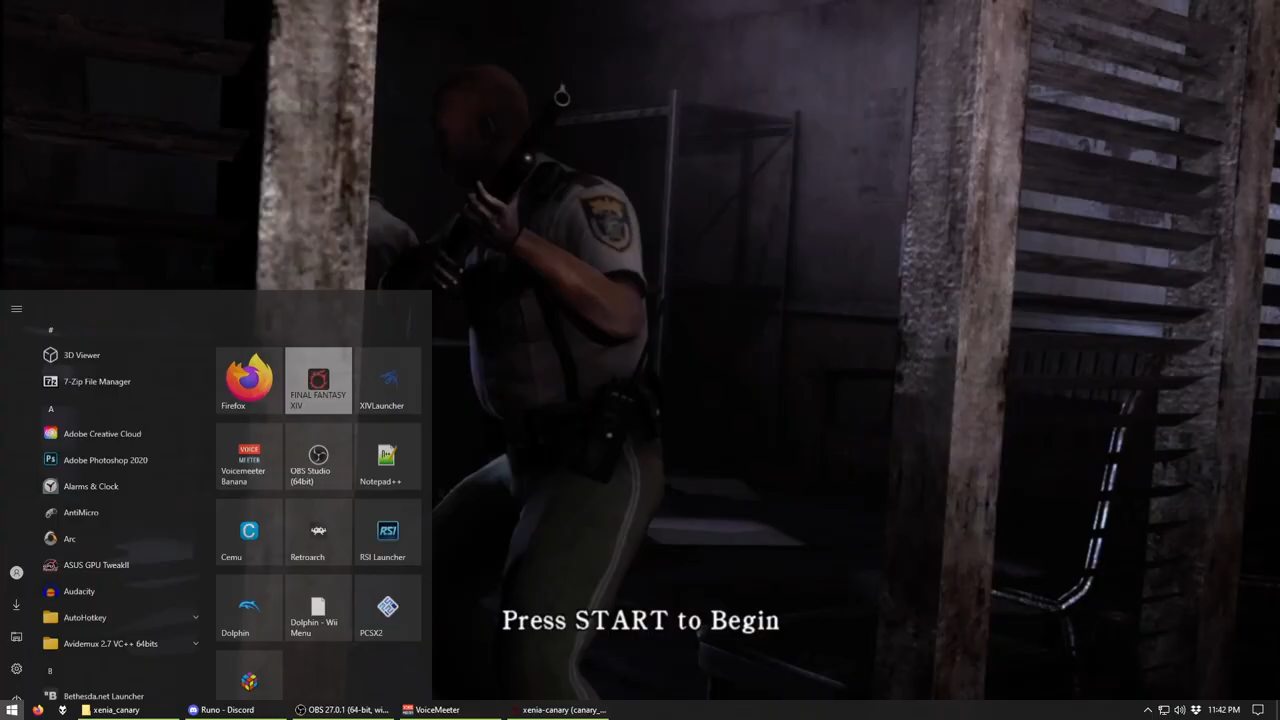 #
3D Viewer
7-Zip File Manager
A
Adobe Creative Cloud
Adobe Photoshop 2020
Alarms & Clock
AntiMicro
Arc
ASUS GPU TweakII
Audacity
AutoHotkey
Avidemux 2.7 VC++ 64bits
B
Bethesda.net Launcher
Firefox
FINAL FANTASY
XIV
XIVLauncher
VOICE
MEETER
Voicemeeter
Banana
OBS Studio
(64bit)
Notepad++
Cemu
Retroarch
RSI
RSI Launcher
Dolphin
Dolphin - Wii
Menu
PCSX2
Press START to Begin
xenia_canary
Runo - Discord
OBS 27.0.1 (64-bit, wi...
VoiceMeeter
xenia-canary (canary_...
11:42 PM